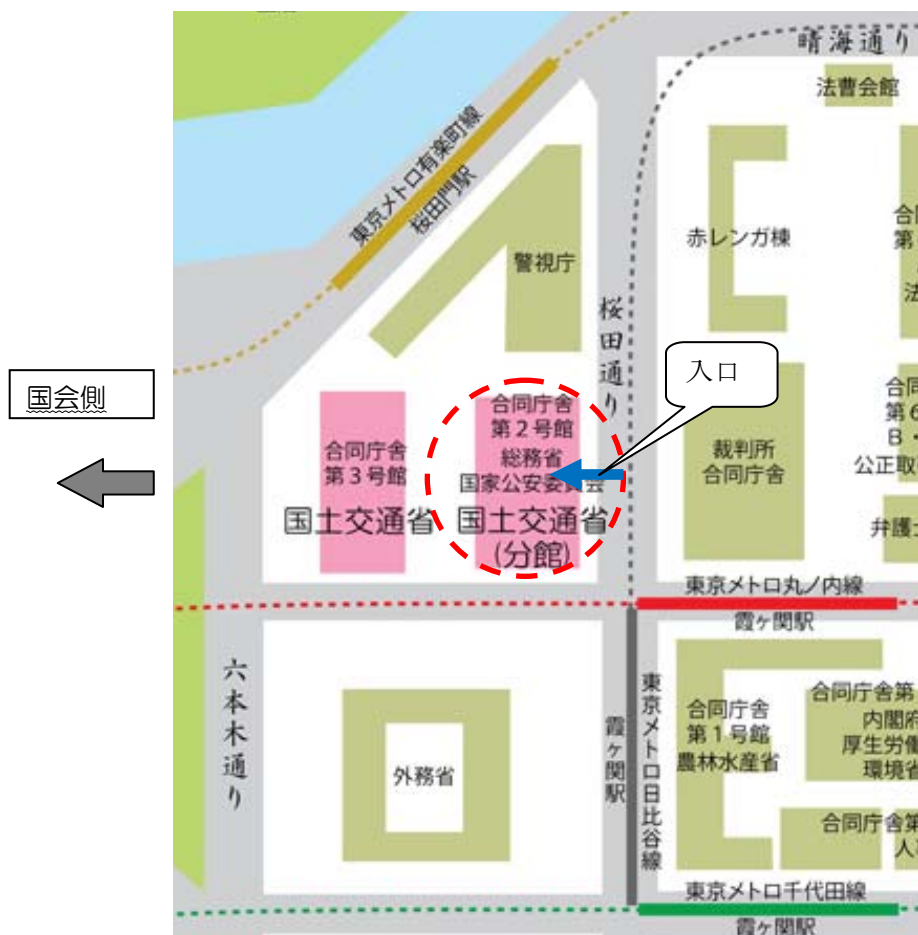 晴海通り
法曹会館
東京メトロ有楽町線
桜田門駅
赤レンガ棟
合同
第
法
警視庁
桜田通り
入口
国会側
合同庁舎
第2号館
総務省
国家公安委員会
国土交通省
(分館)
合同庁舎
第3号館
国土交通省
裁判所
合同庁舎
合同
第6
B・
公正取
弁護士
東京メトロ丸ノ内線
霞ヶ関駅
六本木通り
外務省
霞ヶ関駅
東京メトロ日比谷線
合同庁舎
第1号館
農林水産省
合同庁舎第
内閣府
厚生労働
環境省
合同庁舎第
人
東京メトロ千代田線
霞ヶ関駅